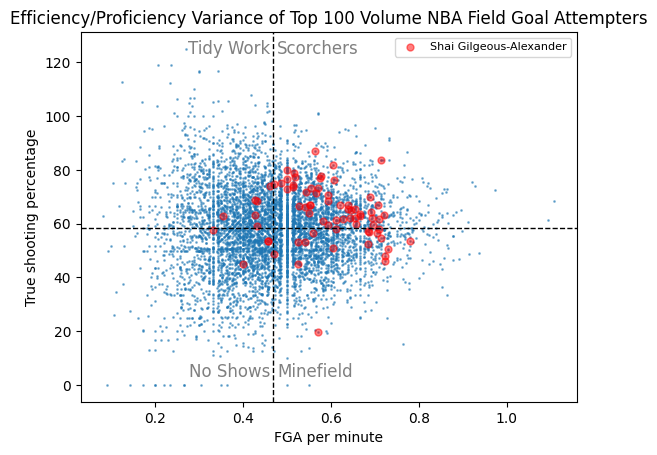 Efficiency/Proficiency Variance of Top 100 Volume NBA Field Goal Attempters
Tidy Work Scorchers
Shai Gilgeous-Alexander
120
100
80
60
40
20
0
True shooting percentage
No Shows Minefield
0.2 0.4 0.6 0.8 1.0
FGA per minute